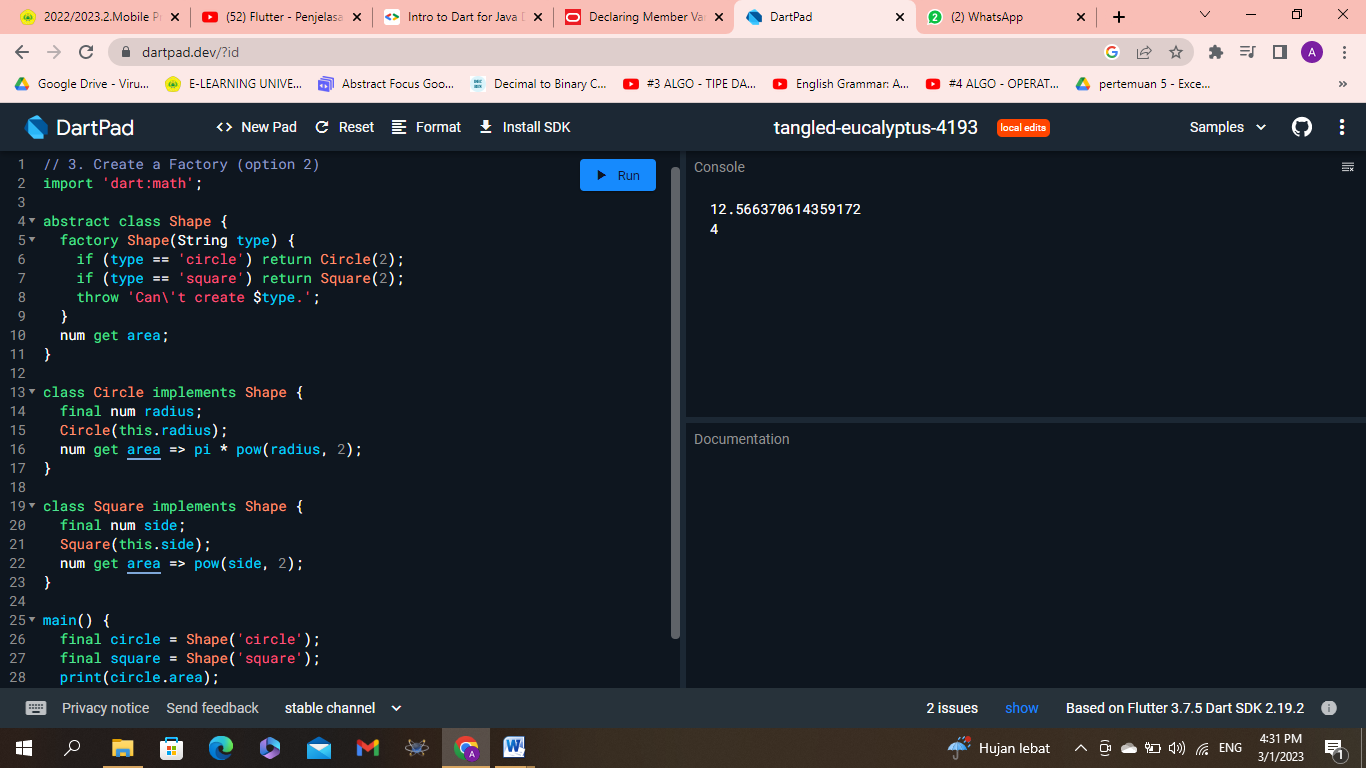 2022/2023.2.Mobile P
(52) Flutter - Penjelasa
Intro to Dart for Java D
Declaring Member Va
DartPad
(2) WhatsApp
dartpad.dev/?id
A
Google Drive - Viru...
E-LEARNING UNIVE...
Abstract Focus Goo...
Decimal to Binary C...
#3 ALGO - TIPE DA...
English Grammar: A...
#4 ALGO - OPERAT...
pertemuan 5 - Exce...
»
DartPad
<> New Pad
Reset
Format
Install SDK
tangled-eucalyptus-4193
local edits
Samples
1 // 3. Create a Factory (option 2)
2 import 'dart:math';
3
4 abstract class Shape {
5 factory Shape(String type) {
6 if (type == 'circle') return Circle(2);
7 if (type == 'square') return Square(2);
8 throw 'Can\'t create $type.';
9 }
10 num get area;
11 }
12
13 class Circle implements Shape {
14 final num radius;
15 Circle(this.radius);
16 num get area => pi * pow(radius, 2);
17 }
18
19 class Square implements Shape {
20 final num side;
21 Square(this.side);
22 num get area => pow(side, 2);
23 }
24
25 main() {
26 final circle = Shape('circle');
27 final square = Shape('square');
28 print(circle.area);
Run
Console
12.566370614359172
4
Documentation
Privacy notice
Send feedback
stable channel
2 issues
show
Based on Flutter 3.7.5 Dart SDK 2.19.2
Hujan lebat
ENG
4:31 PM
3/1/2023
1